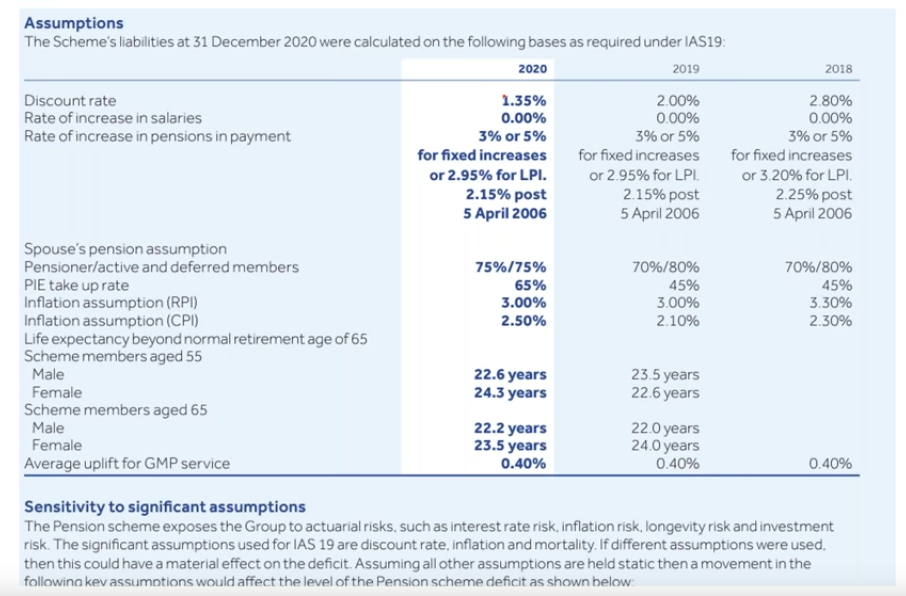 Assumptions
The Scheme's liabilities at 31 December 2020 were calculated on the following bases as required under IAS19:
2020 2019 2018
Discount rate 1.35% 2.00% 2.80%
Rate of increase in salaries 0.00% 0.00% 0.00%
Rate of increase in pensions in payment 3% or 5% 3% or 5% 3% or 5%
for fixed increases for fixed increases for fixed increases
or 2.95% for LPI. or 2.95% for LPI. or 3.20% for LPI.
2.15% post 2.15% post 2.25% post
5 April 2006 5 April 2006 5 April 2006
Spouse's pension assumption
Pensioner/active and deferred members 75%/75% 70%/80% 70%/80%
PIE take up rate 65% 45% 45%
Inflation assumption (RPI) 3.00% 3.00% 3.30%
Inflation assumption (CPI) 2.50% 2.10% 2.30%
Life expectancy beyond normal retirement age of 65
Scheme members aged 55
Male 22.6 years 23.5 years
Female 24.3 years 22.6 years
Scheme members aged 65
Male 22.2 years 22.0 years
Female 23.5 years 24.0 years
Average uplift for GMP service 0.40% 0.40% 0.40%
Sensitivity to significant assumptions
The Pension scheme exposes the Group to actuarial risks, such as interest rate risk, inflation risk, longevity risk and investment
risk. The significant assumptions used for IAS 19 are discount rate, inflation and mortality. If different assumptions were used,
then this could have a material effect on the deficit. Assuming all other assumptions are held static then a movement in the
following key assumptions would affect the level of the Pension scheme deficit as shown below: